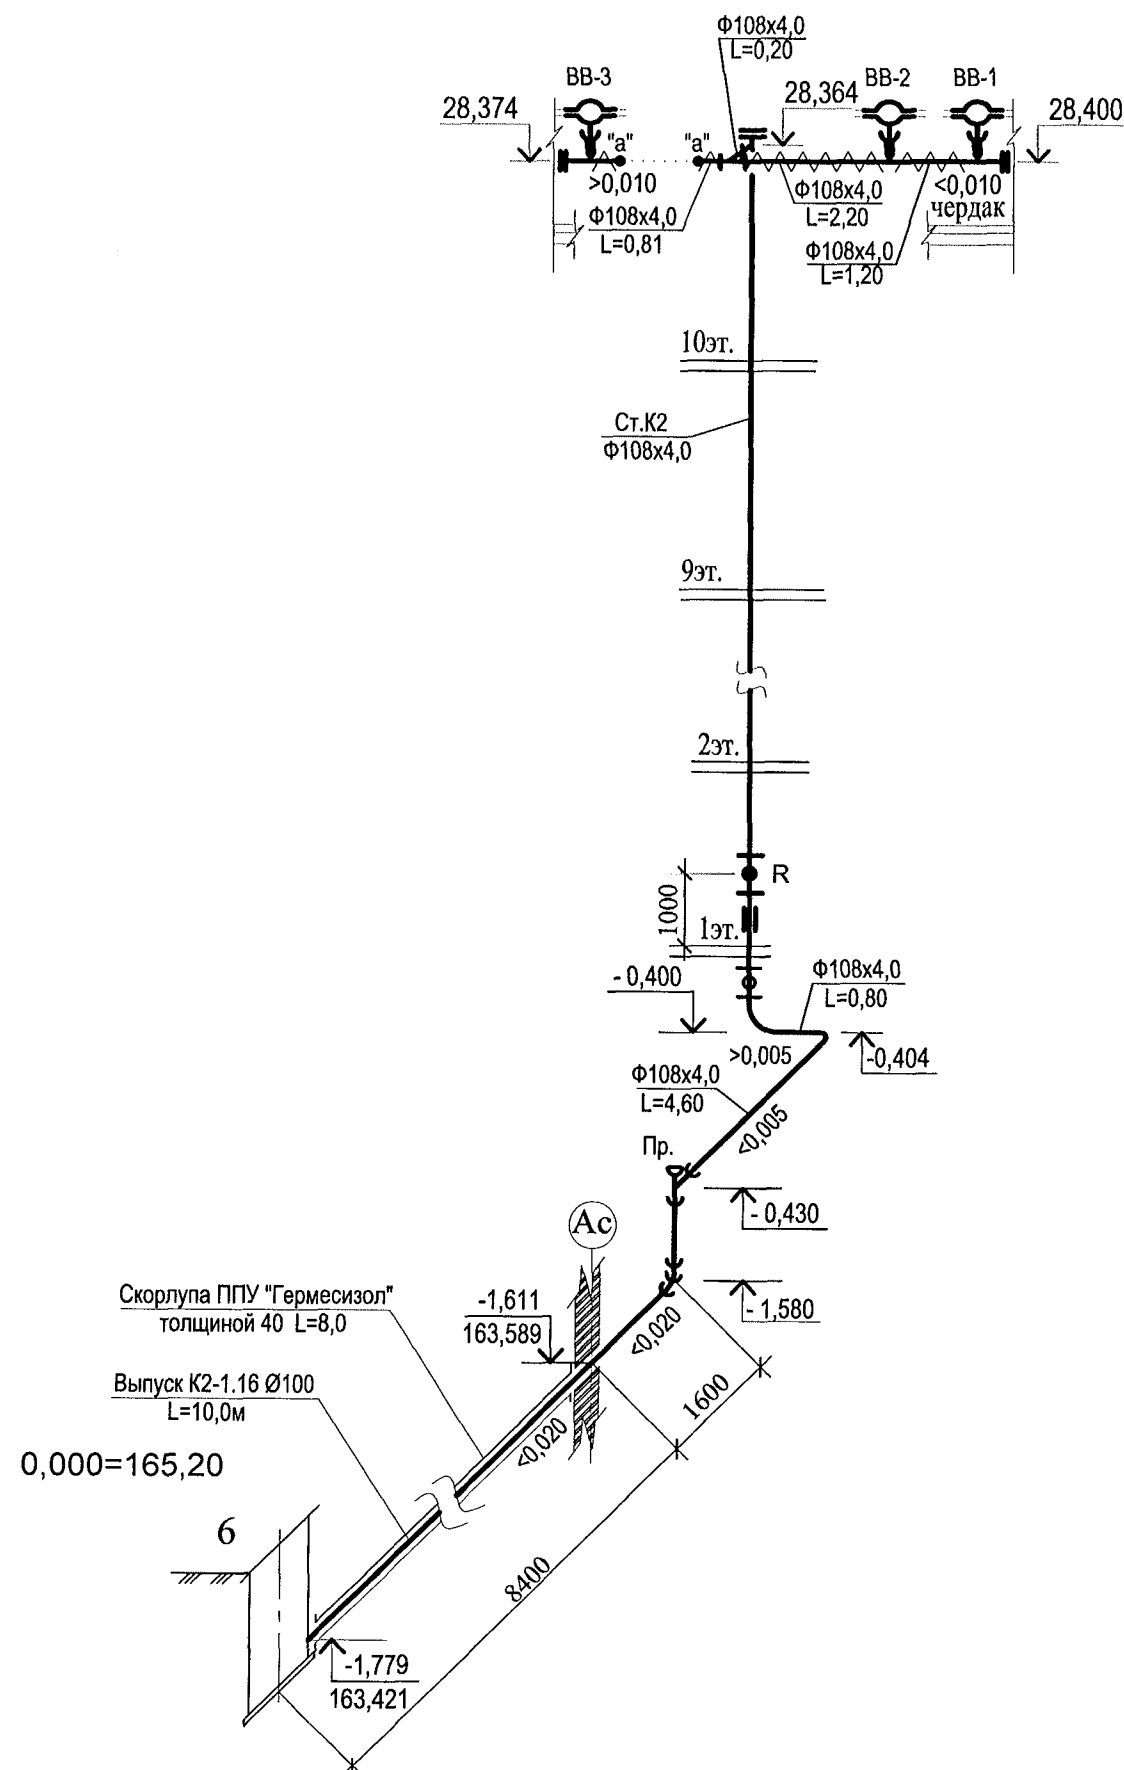 Ф108х4,0
L=0,20
ВВ-3
ВВ-2
ВВ-1
28,374
28,364
28,400
"а"
"а"
>0,010
Ф108х4,0
L=2,20
<0,010
чердак
Ф108х4,0
L=0,81
Ф108х4,0
L=1,20
10эт.
Ст.К2
Ф108х4,0
9эт.
2эт.
R
1000
1эт.
- 0,400
Ф108х4,0
L=0,80
>0,005
-0,404
Ф108х4,0
L=4,60
<0,005
Пр.
- 0,430
Ас
Скорлупа ППУ "Гермесизол"
толщиной 40 L=8,0
-1,611
163,589
- 1,580
<0,020
Выпуск К2-1.16 Ø100
L=10,0м
1600
<0,020
0,000=165,20
6
8400
-1,779
163,421